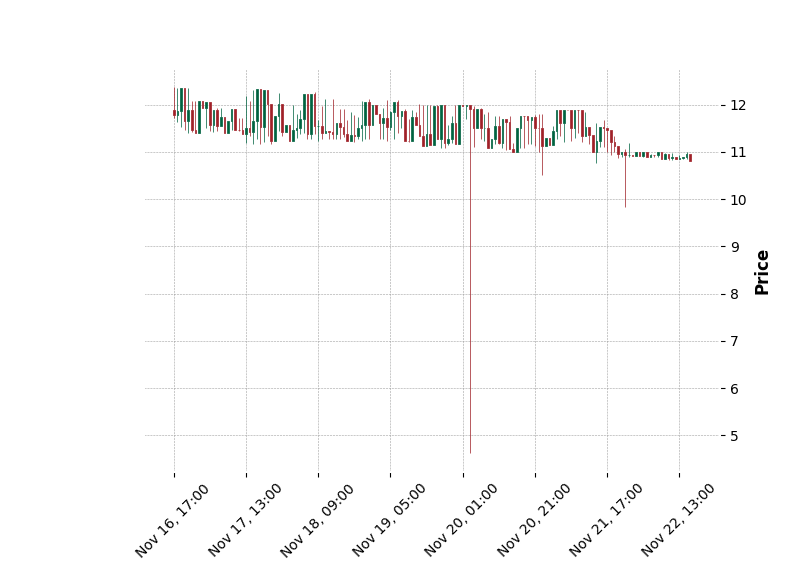 12
11
10
9
8
7
6
5
Price
Nov 16, 17:00
Nov 17, 13:00
Nov 18, 09:00
Nov 19, 05:00
Nov 20, 01:00
Nov 20, 21:00
Nov 21, 17:00
Nov 22, 13:00